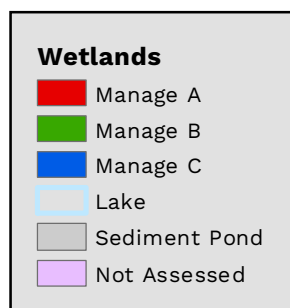 Wetlands
Manage A
Manage B
Manage C
Lake
Sediment Pond
Not Assessed